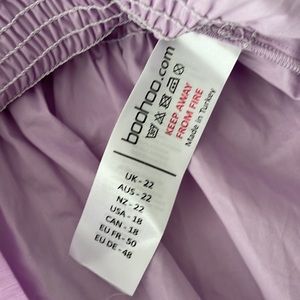 boohoo.com
KEEP AWAY
FROM FIRE
Made in Turkey
UK - 22
AUS - 22
NZ - 22
USA - 18
CAN - 18
EU FR - 50
EU DE - 48